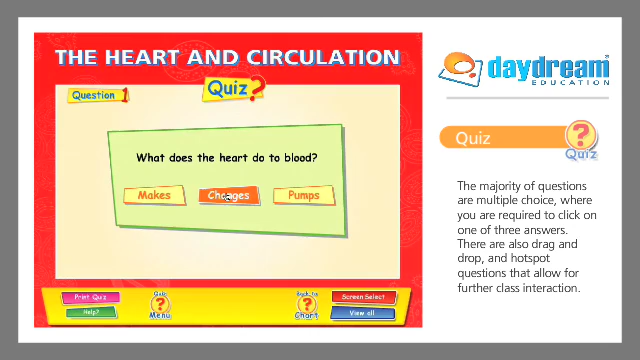 THE HEART AND CIRCULATION
Quiz?
Question 1
What does the heart do to blood?
Makes
Changes
Pumps
Print Quiz
Help?
Quiz
?
Menu
Back to
?
Chart
Screen Select
View all
daydream
EDUCATION
Quiz
?
Quiz
The majority of questions
are multiple choice, where
you are required to click on
one of three answers.
There are also drag and
drop, and hotspot
questions that allow for
further class interaction.